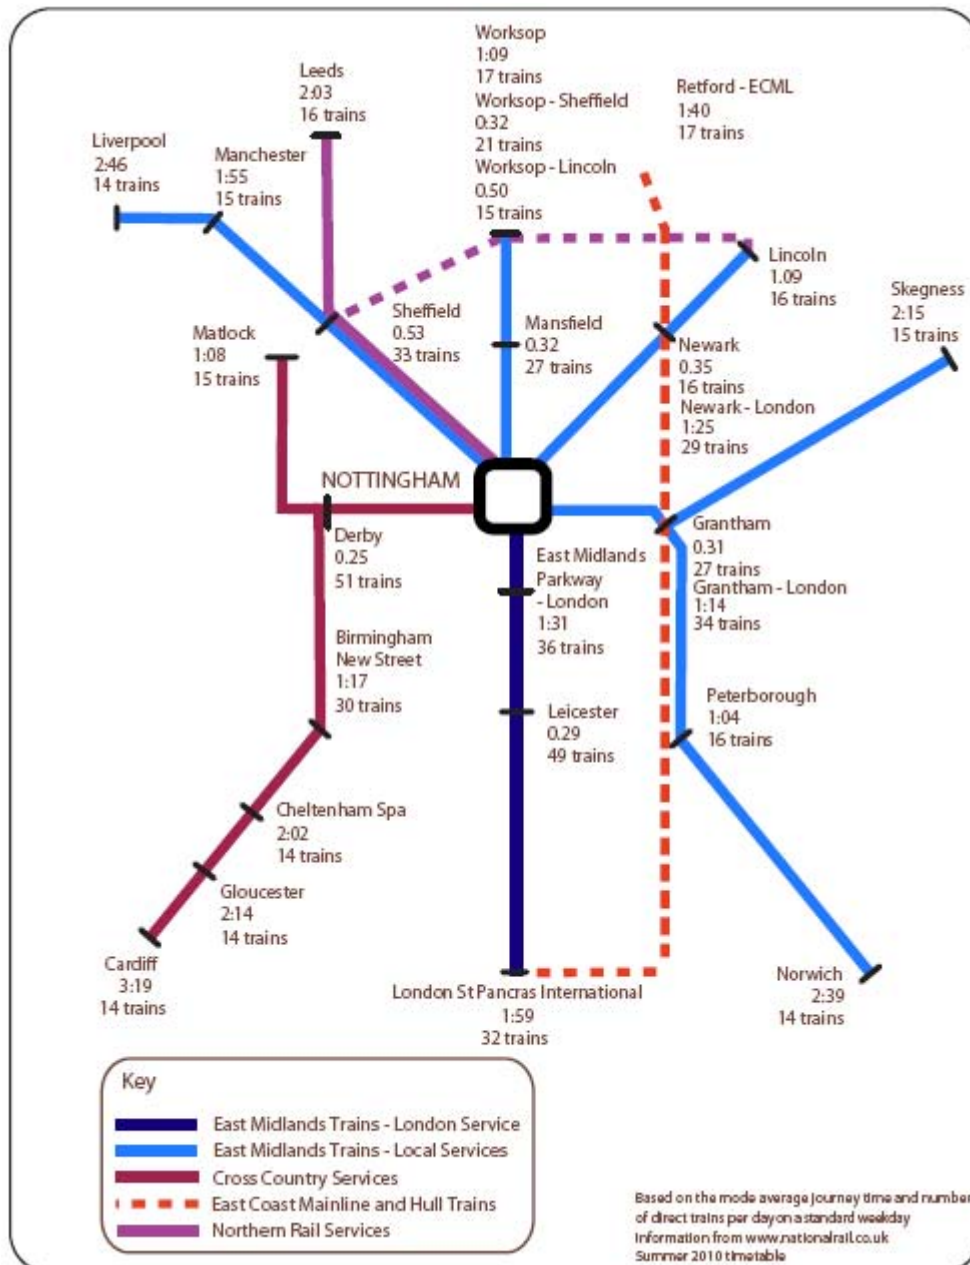 Worksop
1:09
17 trains
Worksop - Sheffield
0:32
21 trains
Worksop - Lincoln
0.50
15 trains
Leeds
2:03
16 trains
Retford - ECML
1:40
17 trains
Liverpool
2:46
14 trains
Manchester
1:55
15 trains
Lincoln
1.09
16 trains
Skegness
2:15
15 trains
Matlock
1:08
15 trains
Sheffield
0.53
33 trains
Mansfield
0.32
27 trains
Newark
0.35
16 trains
Newark - London
1:25
29 trains
NOTTINGHAM
Derby
0.25
51 trains
East Midlands
Parkway
- London
1:31
36 trains
Grantham
0.31
27 trains
Grantham - London
1:14
34 trains
Birmingham
New Street
1:17
30 trains
Leicester
0.29
49 trains
Peterborough
1:04
16 trains
Cheltenham Spa
2:02
14 trains
Gloucester
2:14
14 trains
Cardiff
3:19
14 trains
London St Pancras International
1:59
32 trains
Norwich
2:39
14 trains
Key
East Midlands Trains - London Service
East Midlands Trains - Local Services
Cross Country Services
East Coast Mainline and Hull Trains
Northern Rail Services
Based on the mode average journey time and number
of direct trains per day on a standard weekday
Information from www.nationalrail.co.uk
Summer 2010 timetable